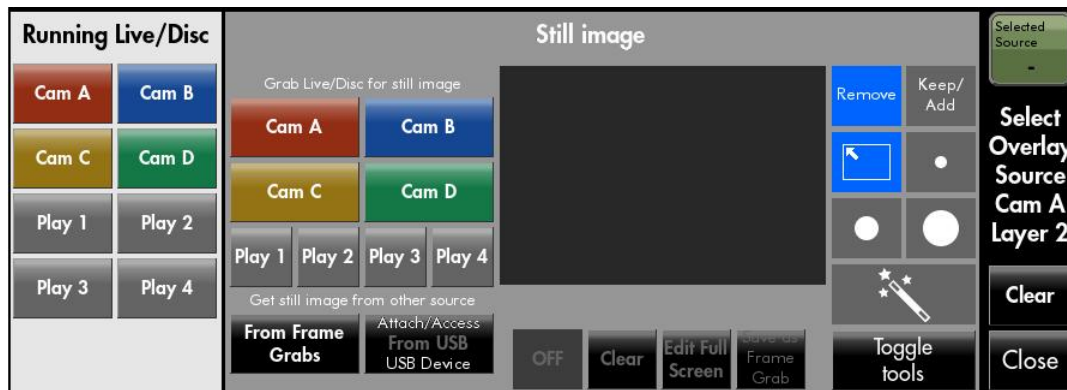 Running Live/Disc
Cam A
Cam B
Cam C
Cam D
Play 1
Play 2
Play 3
Play 4
Still image
Grab Live/Disc for still image
Cam A
Cam B
Cam C
Cam D
Play 1
Play 2
Play 3
Play 4
Get still image from other source
From Frame
Grabs
Attach/Access
From USB
USB Device
OFF
Clear
Edit Full
Screen
Save as
Frame
Grab
Remove
Keep/
Add
Toggle
tools
Selected
Source
-
Select
Overlay
Source
Cam A
Layer 2
Clear
Close